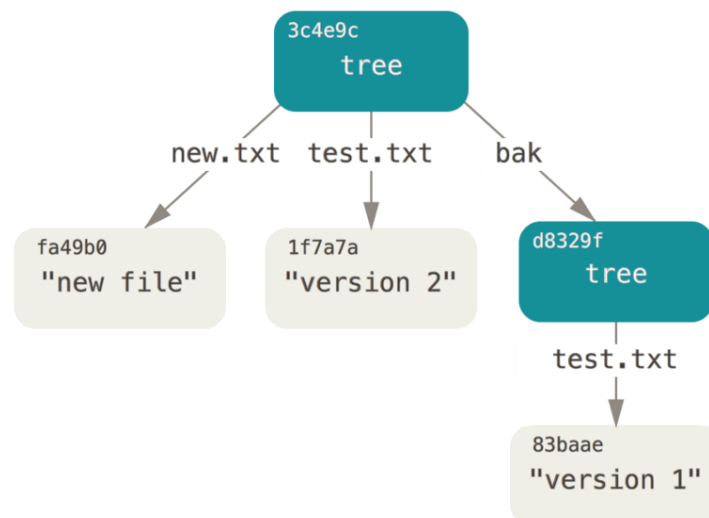 3c4e9c
tree
new.txt
test.txt
bak
fa49b0
"new file"
1f7a7a
"version 2"
d8329f
tree
test.txt
83baae
"version 1"